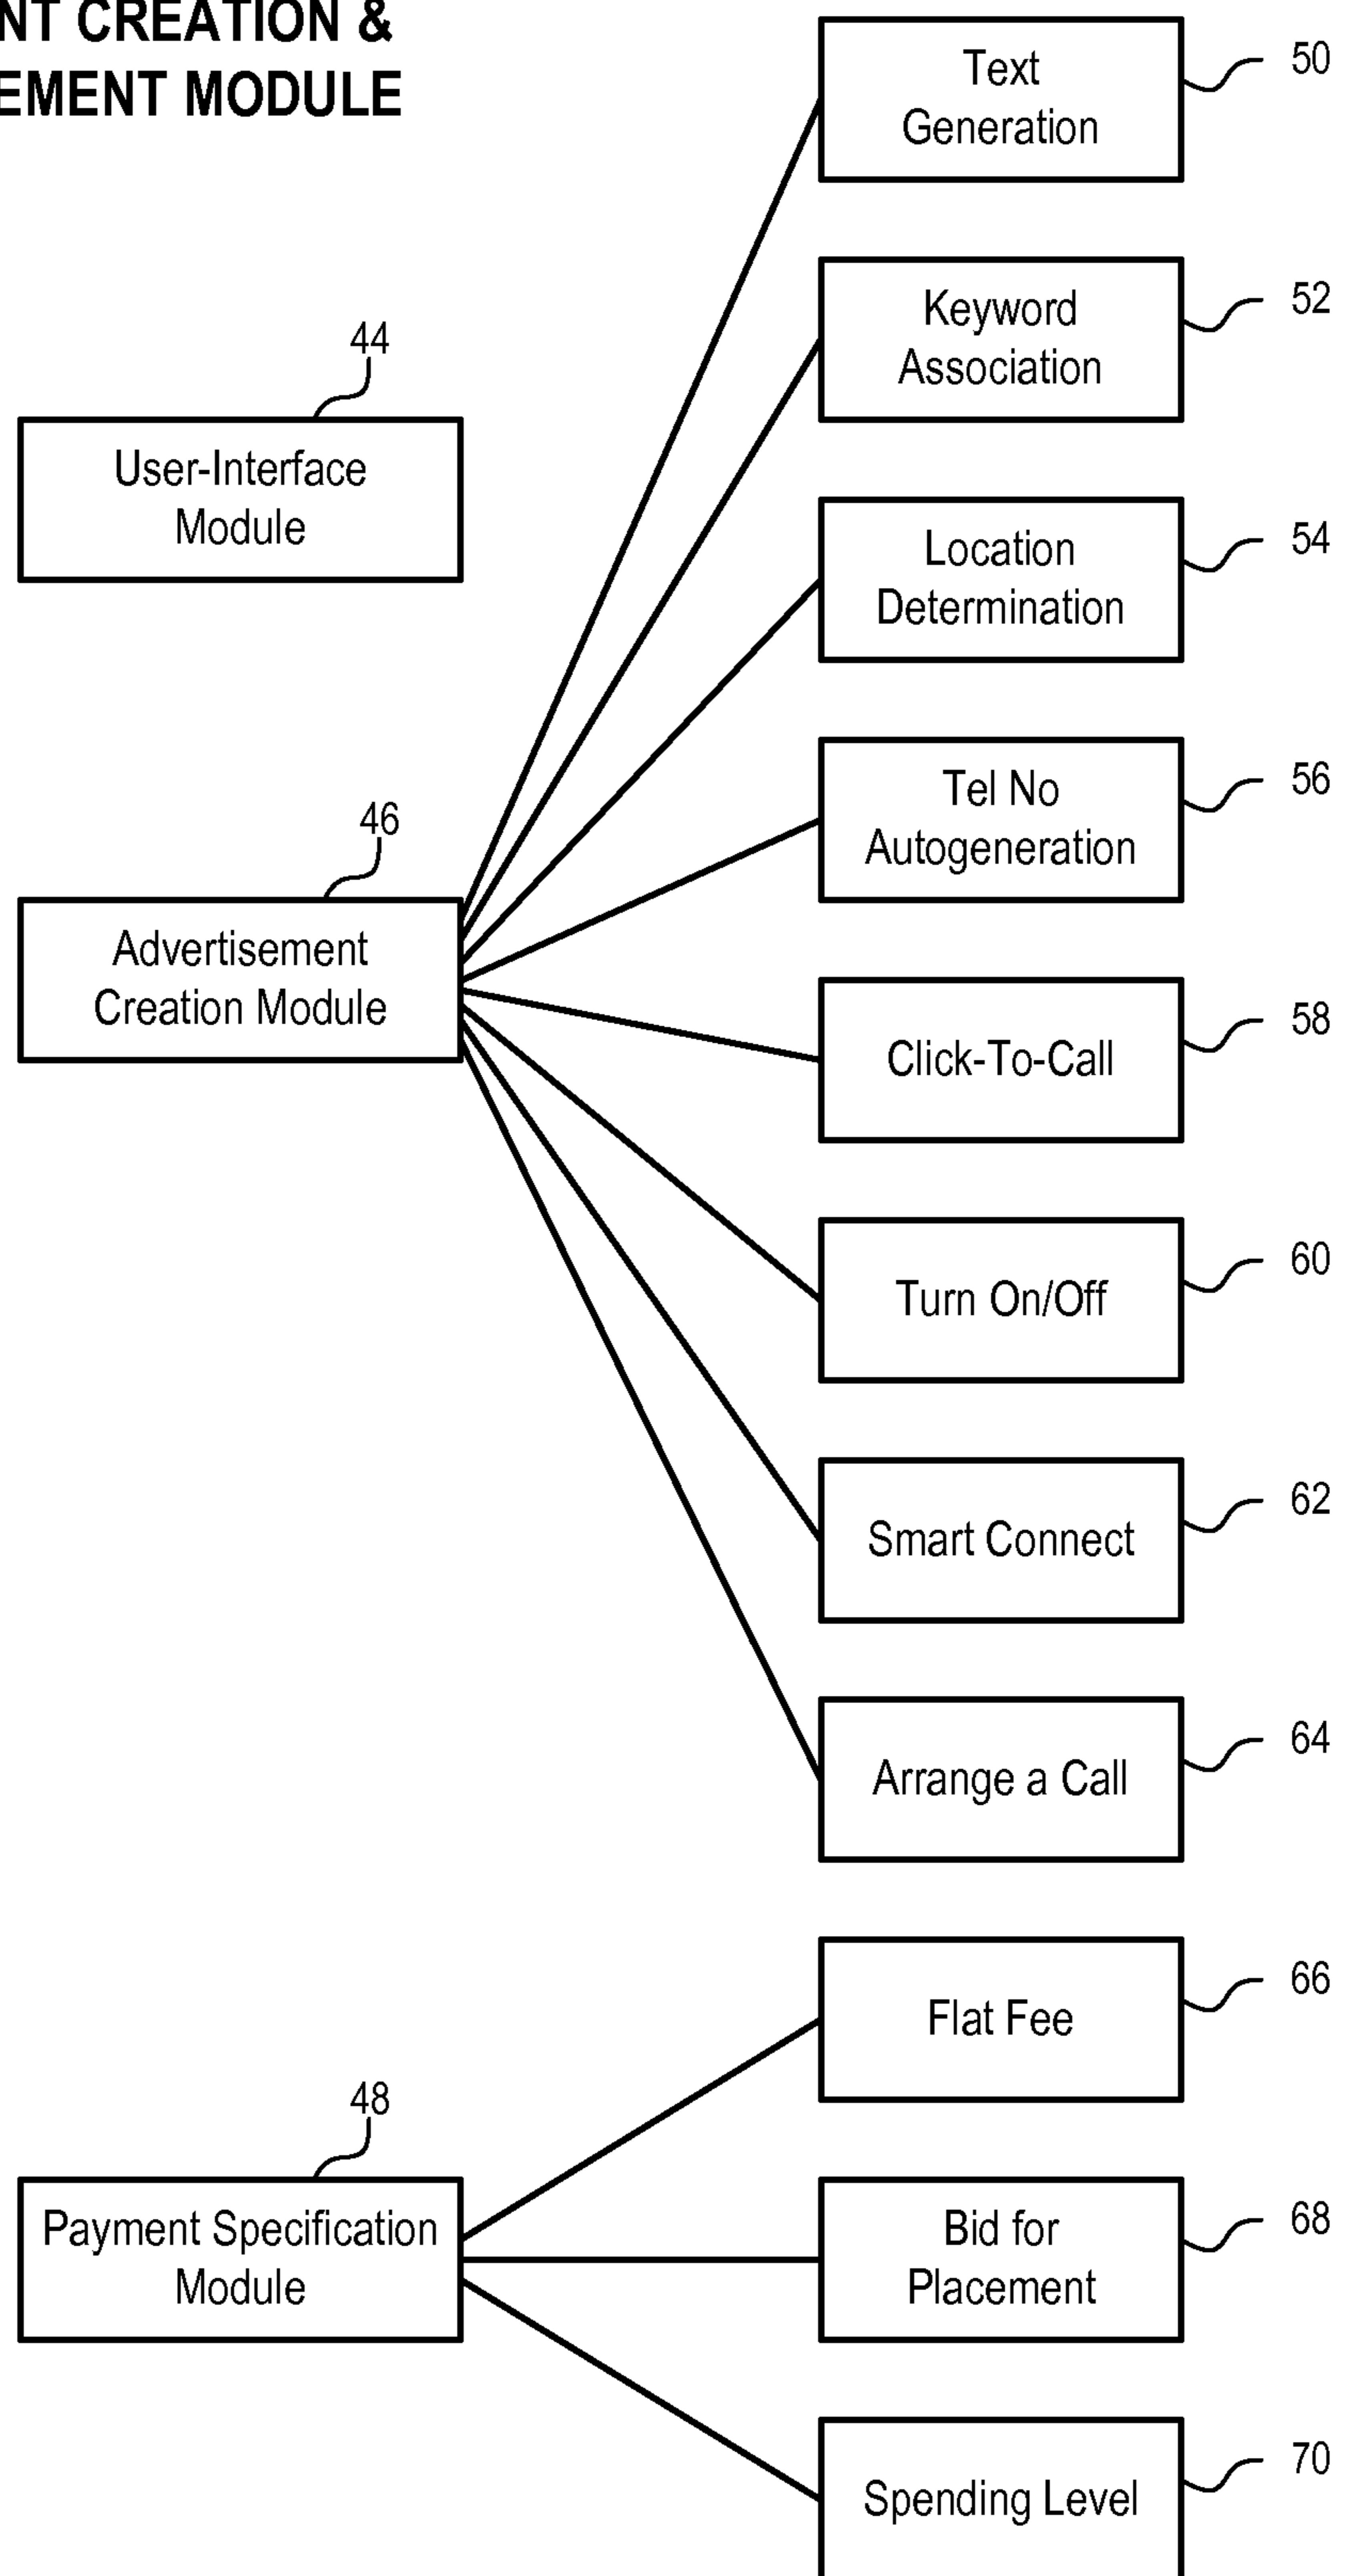 NT CREATION &
EMENT MODULE
44
User-Interface
Module
46
Advertisement
Creation Module
48
Payment Specification
Module
Text
Generation
50
Keyword
Association
52
Location
Determination
54
Tel No
Autogeneration
56
Click-To-Call
58
Turn On/Off
60
Smart Connect
62
Arrange a Call
64
Flat Fee
66
Bid for
Placement
68
Spending Level
70